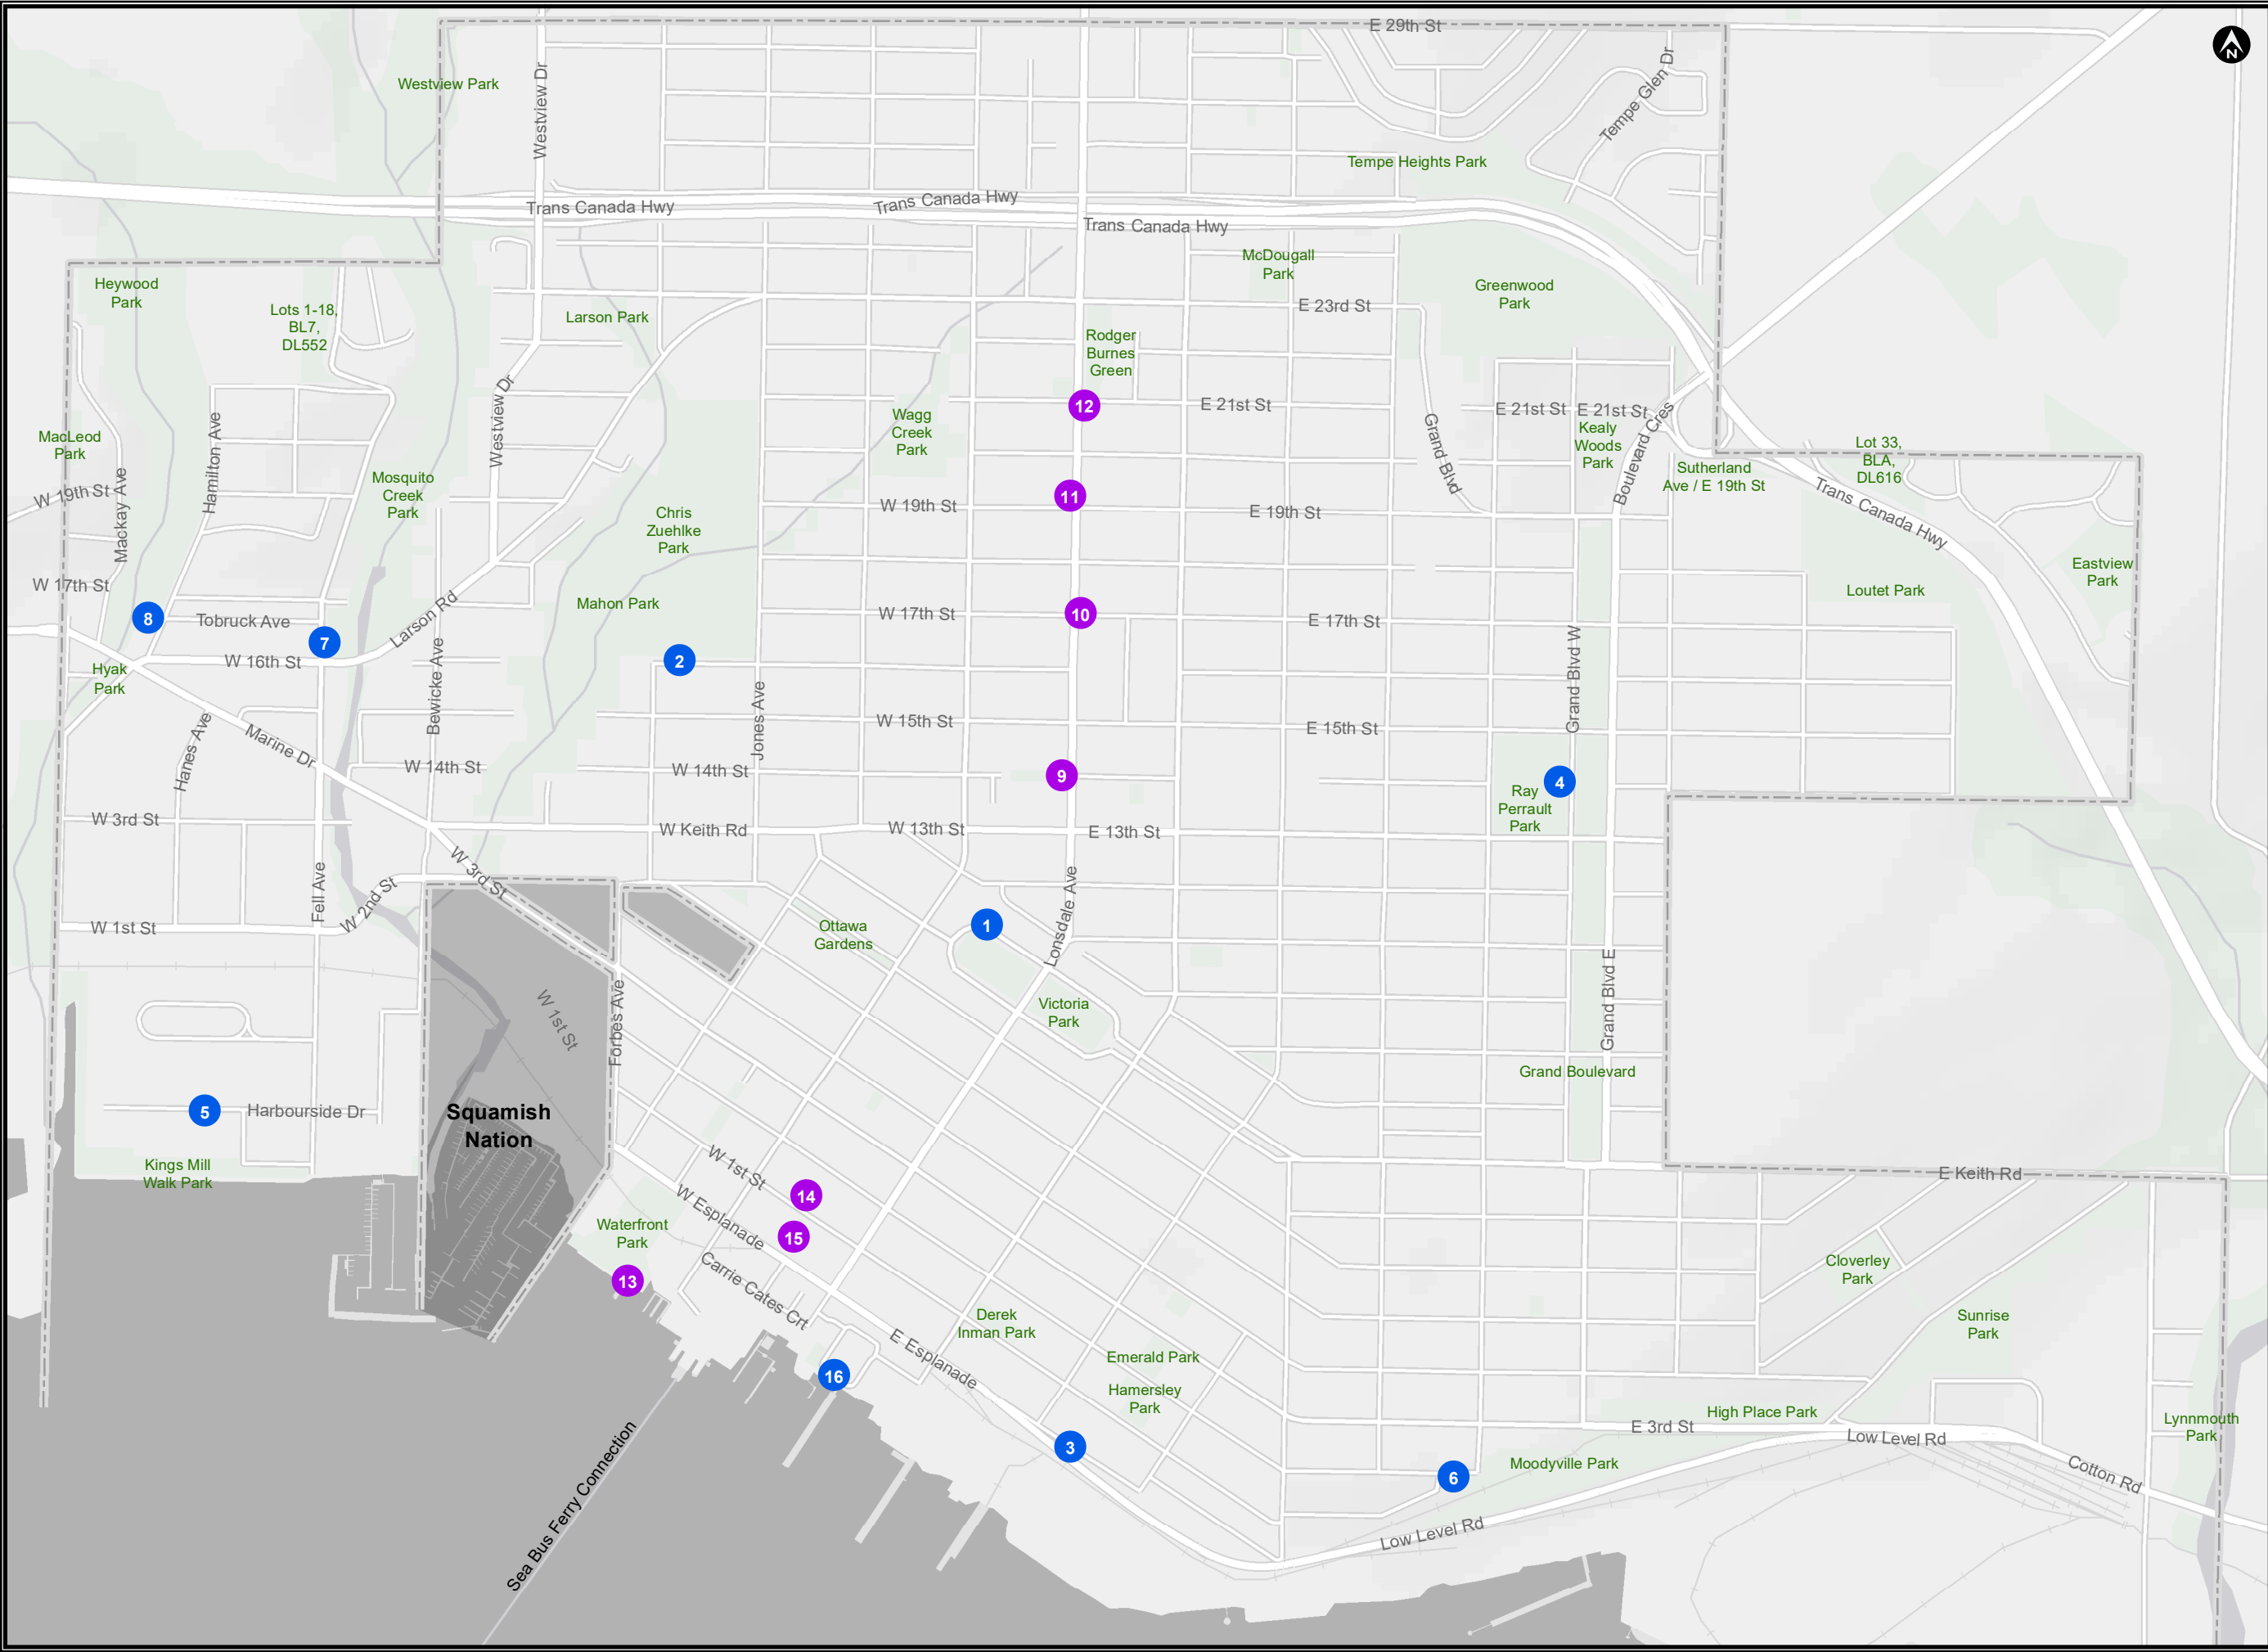 E 29th St
N
Westview Park
Westview Dr
Tempe Glen Dr
Tempe Heights Park
Trans Canada Hwy
Trans Canada Hwy
Trans Canada Hwy
McDougall
Park
Heywood
Park
Greenwood
Park
Lots 1-18,
BL7,
DL552
Larson Park
E 23rd St
Rodger
Burnes
Green
Westview Dr
12
E 21st St
E 21st St
E 21st St
Wagg
Creek
Park
Kealy
Woods
Park
Hamilton Ave
Grand Blvd
Boulevard Cres
MacLeod
Park
Lot 33,
BLA,
DL616
Sutherland
Ave / E 19th St
Mosquito
Creek
Park
W 19th St
Mackay Ave
11
W 19th St
E 19th St
Trans Canada Hwy
Chris
Zuehlke
Park
Eastview
Park
W 17th St
Loutet Park
Mahon Park
8
Tobruck Ave
Larson Rd
W 17th St
10
E 17th St
7
W 16th St
2
Hyak
Park
Bewicke Ave
Grand Blvd W
Jones Ave
Hanes Ave
Marine Dr
W 15th St
E 15th St
W 14th St
W 14th St
9
4
Ray
Perrault
Park
W 3rd St
W Keith Rd
W 13th St
E 13th St
W 3rd St
Fell Ave
W 2nd St
W 1st St
Ottawa
Gardens
1
Lonsdale Ave
Grand Blvd E
Victoria
Park
W 1st St
Forbes Ave
Grand Boulevard
5
Harbourside Dr
Squamish
Nation
Kings Mill
Walk Park
W 1st St
14
E Keith Rd
W Esplanade
15
Waterfront
Park
13
Carrie Cates Crt
Cloverley
Park
Derek
Inman Park
Sunrise
Park
E Esplanade
Emerald Park
16
Hamersley
Park
High Place Park
E 3rd St
Low Level Rd
Lynnmouth
Park
3
Moodyville Park
6
Cotton Rd
Low Level Rd
Sea Bus Ferry Connection